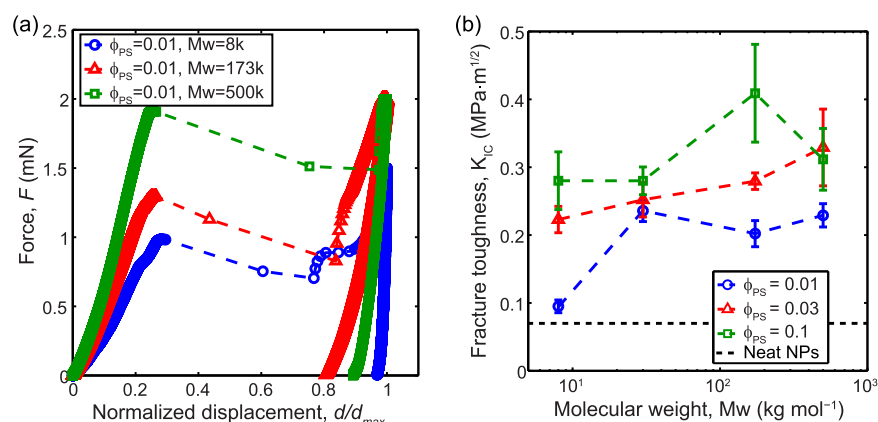 (a)
2.5
2
1.5
1
0.5
0
Force, F (mN)
ϕPS=0.01, Mw=8k
ϕPS=0.01, Mw=173k
ϕPS=0.01, Mw=500k
0 0.2 0.4 0.6 0.8 1
Normalized displacement, d/dmax
(b)
0.5
0.4
0.3
0.2
0.1
0.0
Fracture toughness, KIC (MPa·m1/2)
ϕPS = 0.01
ϕPS = 0.03
ϕPS = 0.1
Neat NPs
10¹ 10² 10³
Molecular weight, Mw (kg mol⁻¹)